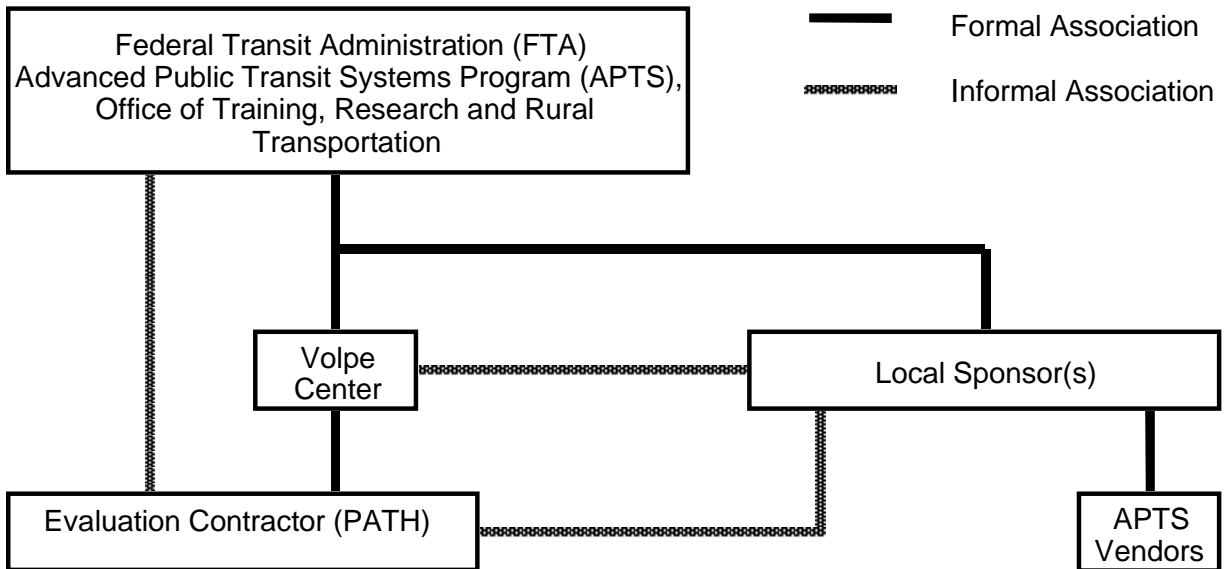 Federal Transit Administration (FTA)
Advanced Public Transit Systems Program (APTS),
Office of Training, Research and Rural
Transportation
Formal Association
Informal Association
Volpe
Center
Local Sponsor(s)
Evaluation Contractor (PATH)
APTS
Vendors